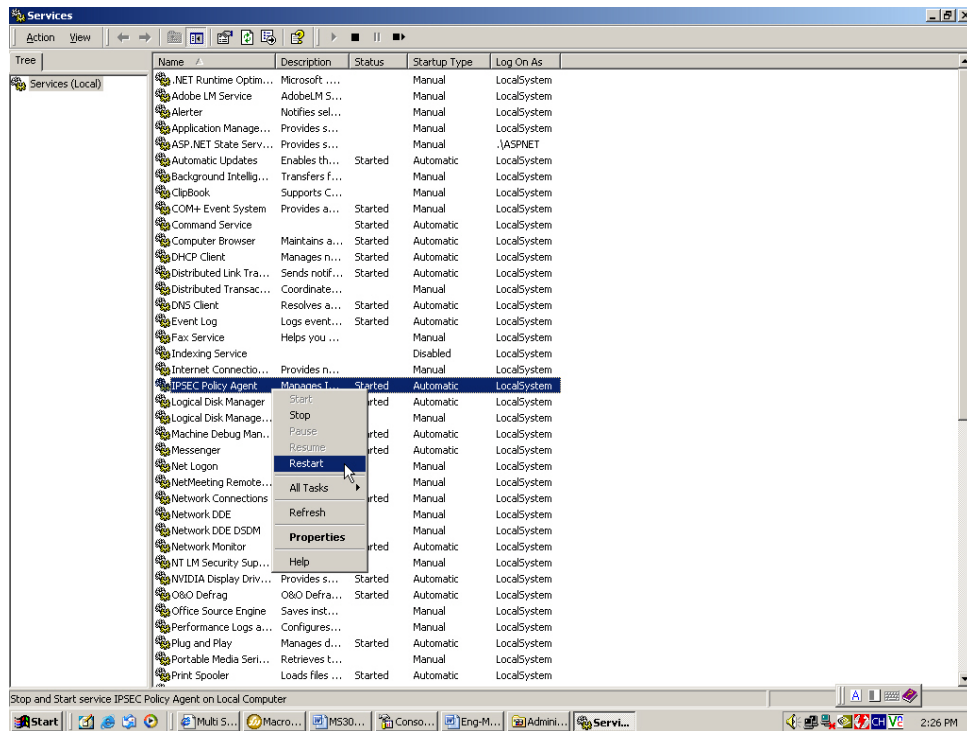 Services
Action View
Tree
Name Description Status Startup Type Log On As
Services (Local)
.NET Runtime Optim... Microsoft .... Manual LocalSystem
Adobe LM Service AdobeLM S... Manual LocalSystem
Alerter Notifies sel... Manual LocalSystem
Application Manage... Provides s... Manual LocalSystem
ASP.NET State Serv... Provides s... Manual .\ASPNET
Automatic Updates Enables th... Started Automatic LocalSystem
Background Intellig... Transfers f... Manual LocalSystem
ClipBook Supports C... Manual LocalSystem
COM+ Event System Provides a... Started Manual LocalSystem
Command Service Started Automatic LocalSystem
Computer Browser Maintains a... Started Automatic LocalSystem
DHCP Client Manages n... Started Automatic LocalSystem
Distributed Link Tra... Sends notif... Started Automatic LocalSystem
Distributed Transac... Coordinate... Manual LocalSystem
DNS Client Resolves a... Started Automatic LocalSystem
Event Log Logs event... Started Automatic LocalSystem
Fax Service Helps you ... Manual LocalSystem
Indexing Service Disabled LocalSystem
Internet Connectio... Provides n... Manual LocalSystem
IPSEC Policy Agent Manages I... Started Automatic LocalSystem
Logical Disk Manager Automatic LocalSystem
Logical Disk Manage... Manual LocalSystem
Machine Debug Man... Automatic LocalSystem
Messenger Automatic LocalSystem
Net Logon Manual LocalSystem
NetMeeting Remote... Manual LocalSystem
Network Connections Manual LocalSystem
Network DDE Manual LocalSystem
Network DDE DSDM Manual LocalSystem
Network Monitor Automatic LocalSystem
NT LM Security Sup... Manual LocalSystem
NVIDIA Display Driv... Provides s... Started Automatic LocalSystem
O&O Defrag O&O Defra... Started Automatic LocalSystem
Office Source Engine Saves inst... Manual LocalSystem
Performance Logs a... Configures... Manual LocalSystem
Plug and Play Manages d... Started Automatic LocalSystem
Portable Media Seri... Retrieves t... Manual LocalSystem
Print Spooler Loads files ... Started Automatic LocalSystem
Start
Stop
Pause
Resume
Restart
All Tasks
Refresh
Properties
Help
Stop and Start service IPSEC Policy Agent on Local Computer
A
Start Multi S... Macro... MS30... Conso... Eng-M... Admini... Servi... CH 2:26 PM